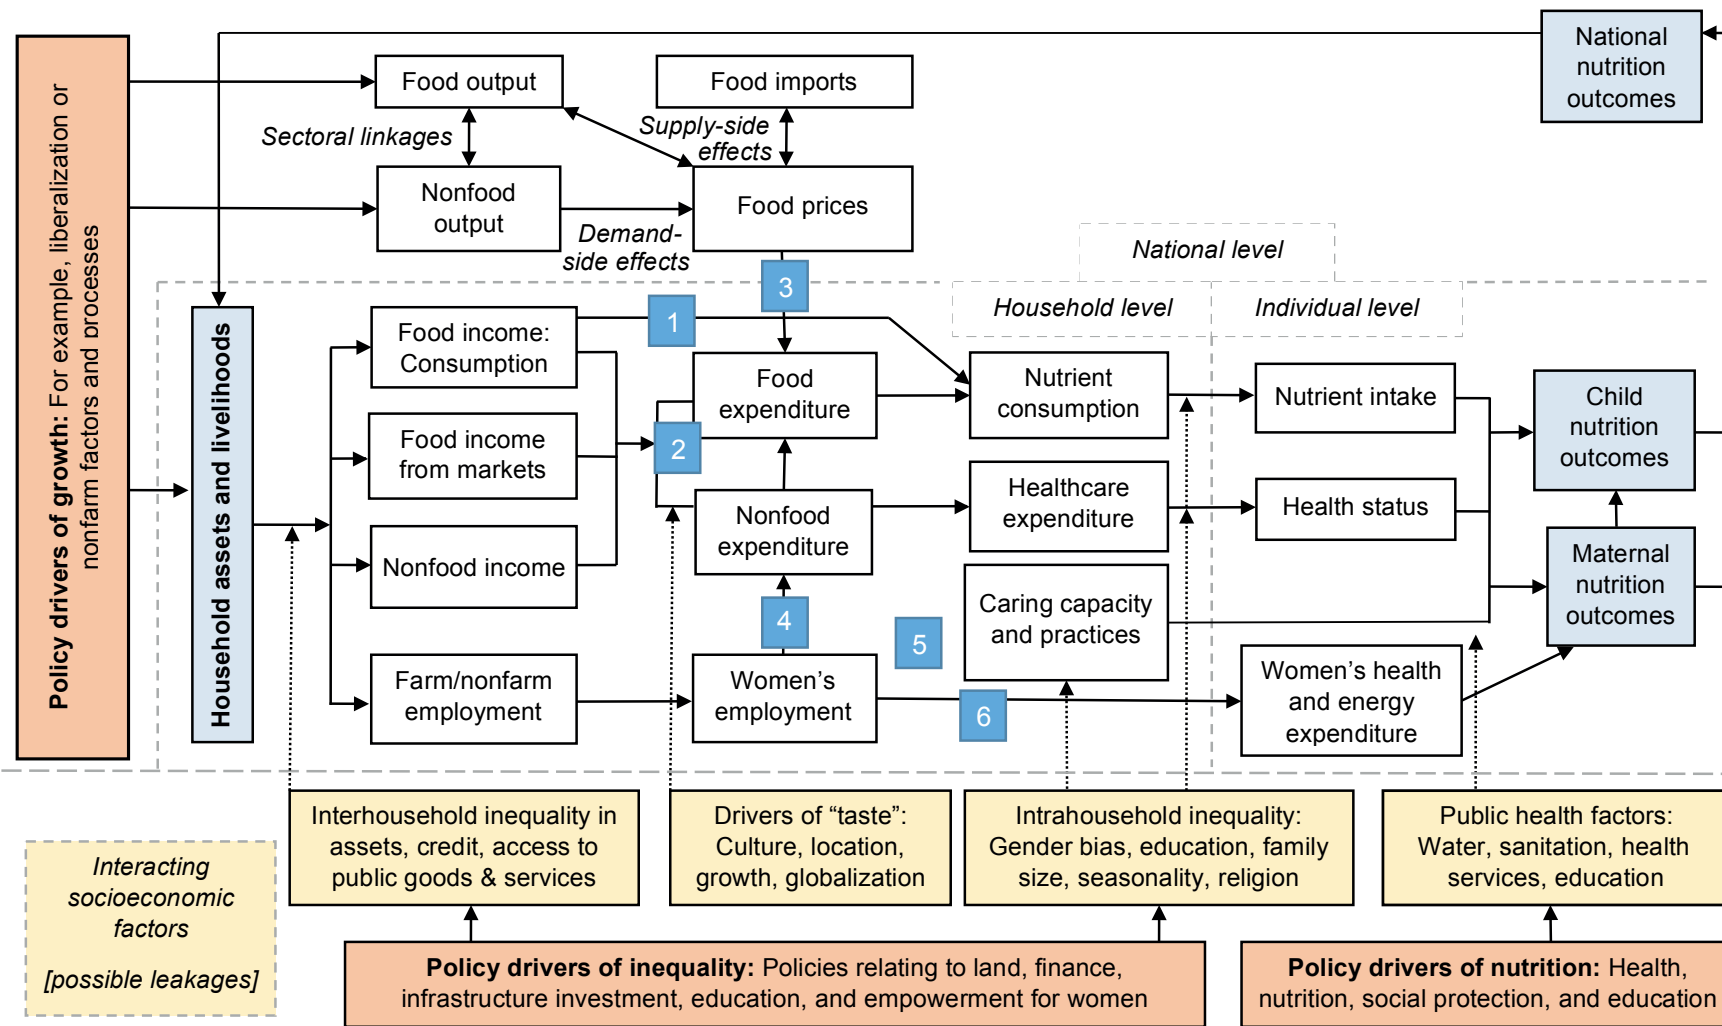 Policy drivers of growth: For example, liberalization or
nonfarm factors and processes
National
nutrition
outcomes
Food output
Food imports
Sectoral linkages
Supply-side
effects
Nonfood
output
Food prices
Demand-
side effects
National level
3
Household level
Individual level
Household assets and livelihoods
1
Food income:
Consumption
Food
expenditure
Nutrient
consumption
Nutrient intake
Child
nutrition
outcomes
Food income
from markets
2
Nonfood
expenditure
Healthcare
expenditure
Health status
Nonfood income
Maternal
nutrition
outcomes
4
5
Caring capacity
and practices
Farm/nonfarm
employment
Women’s
employment
6
Women’s health
and energy
expenditure
Interhousehold inequality in
assets, credit, access to
public goods & services
Drivers of “taste”:
Culture, location,
growth, globalization
Intrahousehold inequality:
Gender bias, education, family
size, seasonality, religion
Public health factors:
Water, sanitation, health
services, education
Interacting
socioeconomic
factors
[possible leakages]
Policy drivers of inequality: Policies relating to land, finance,
infrastructure investment, education, and empowerment for women
Policy drivers of nutrition: Health,
nutrition, social protection, and education